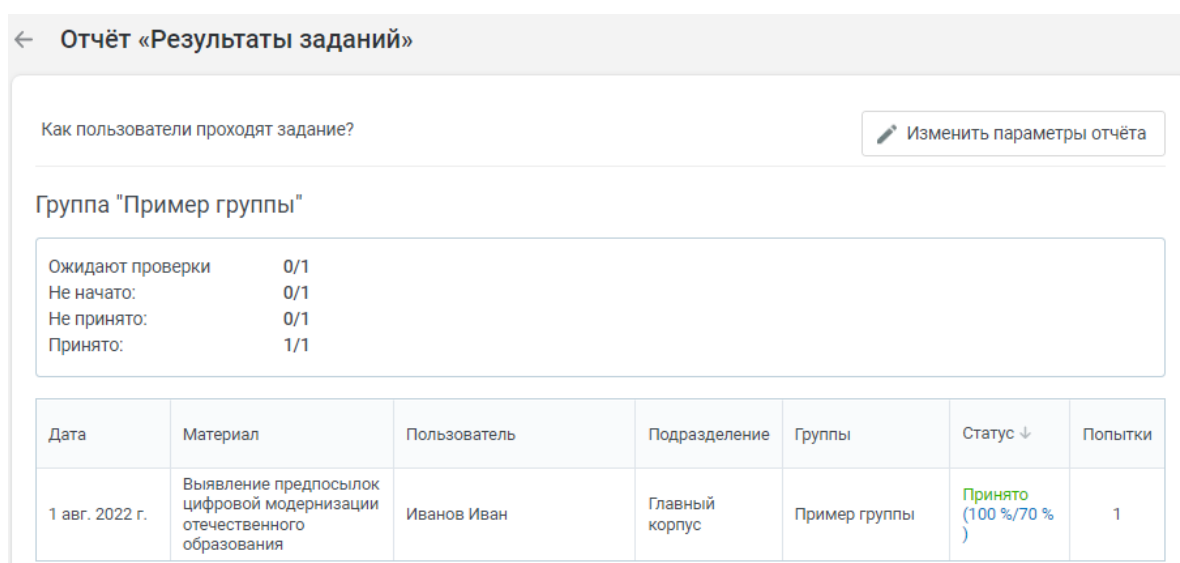 Отчёт «Результаты заданий»
Как пользователи проходят задание?
Изменить параметры отчёта
Группа "Пример группы"
Ожидают проверки 0/1
Не начато: 0/1
Не принято: 0/1
Принято: 1/1
Дата Материал Пользователь Подразделение Группы Статус Попытки
1 авг. 2022 г.
Выявление предпосылок
цифровой модернизации
отечественного
образования
Иванов Иван
Главный
корпус
Пример группы
Принято
(100 %/70 %
)
1